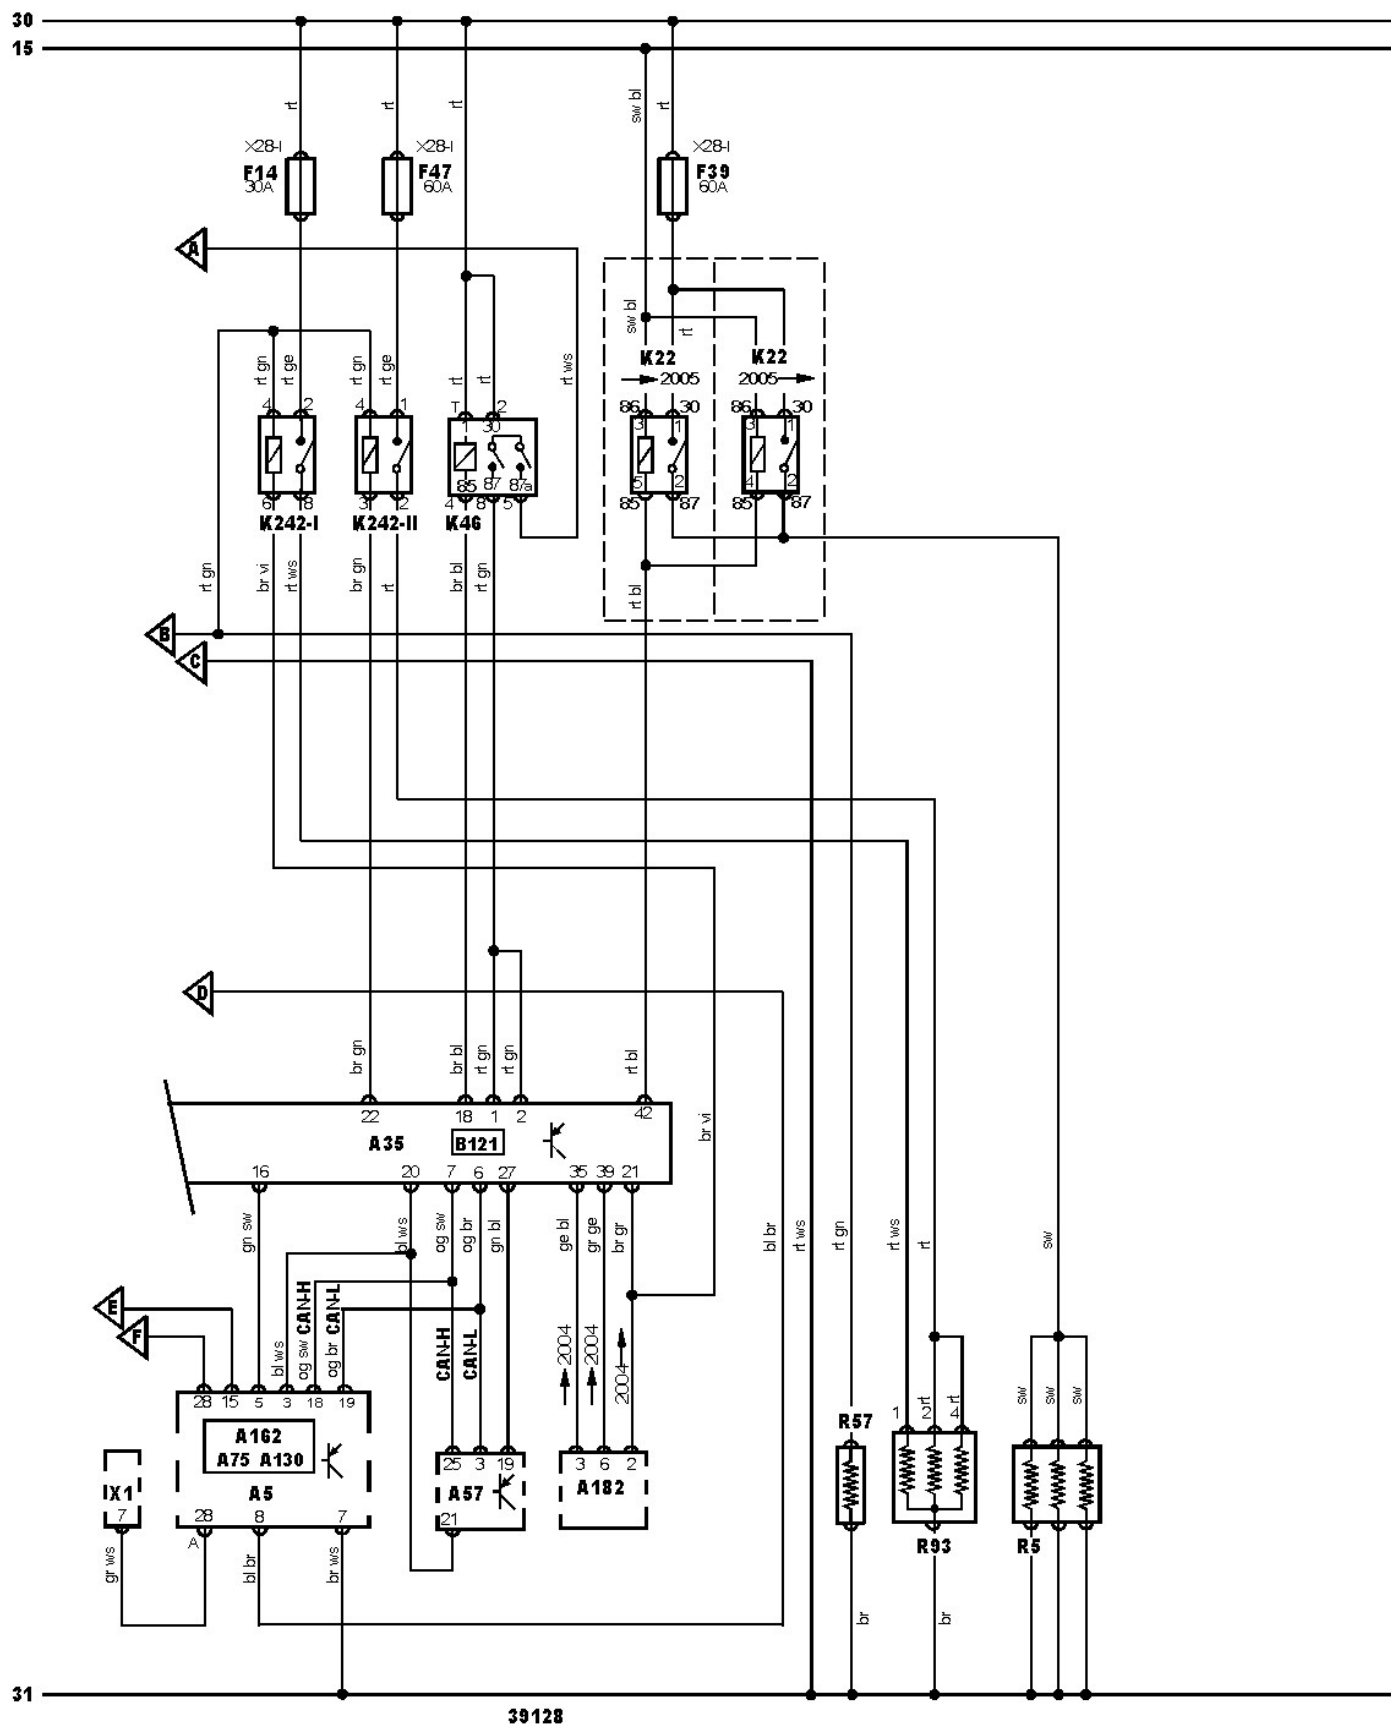 30
15
rt
rt
rt
sw bl
rt
X28-I
F14
30A
X28-I
F47
60A
X28-I
F39
60A
A
sw bl
rt
rt gn
rt ge
rt gn
rt ge
rt
rt
rt ws
K22
2005
K22
2005
4
2
4
1
T
2
86
30
86
30
1
30
3
1
3
1
85
87
87a
5
2
4
2
6
8
3
2
4
8
5
85
87
85
87
K242-I
K242-II
K46
rt gn
br vi
rt ws
br gn
rt
br bl
rt gn
rt bl
B
C
D
br gn
br bl
rt gn
rt gn
rt bl
br vi
22
18
1
2
42
A35
B121
16
20
7
6
27
35
39
21
gn sw
bl ws
og sw
og br
gn bl
ge bl
gr ge
br gr
bl br
rt ws
rt gn
rt ws
rt
sw
E
F
bl ws
og sw
CAN-H
og br
CAN-L
CAN-H
CAN-L
2004
2004
2004
28
15
5
3
18
19
1
2
rt
4
rt
sw
sw
sw
R57
A162
A75 A130
A5
X1
7
28
8
7
A
25
3
19
A57
21
3
6
2
A182
R93
R5
gr ws
bl br
br ws
br
br
31
39128